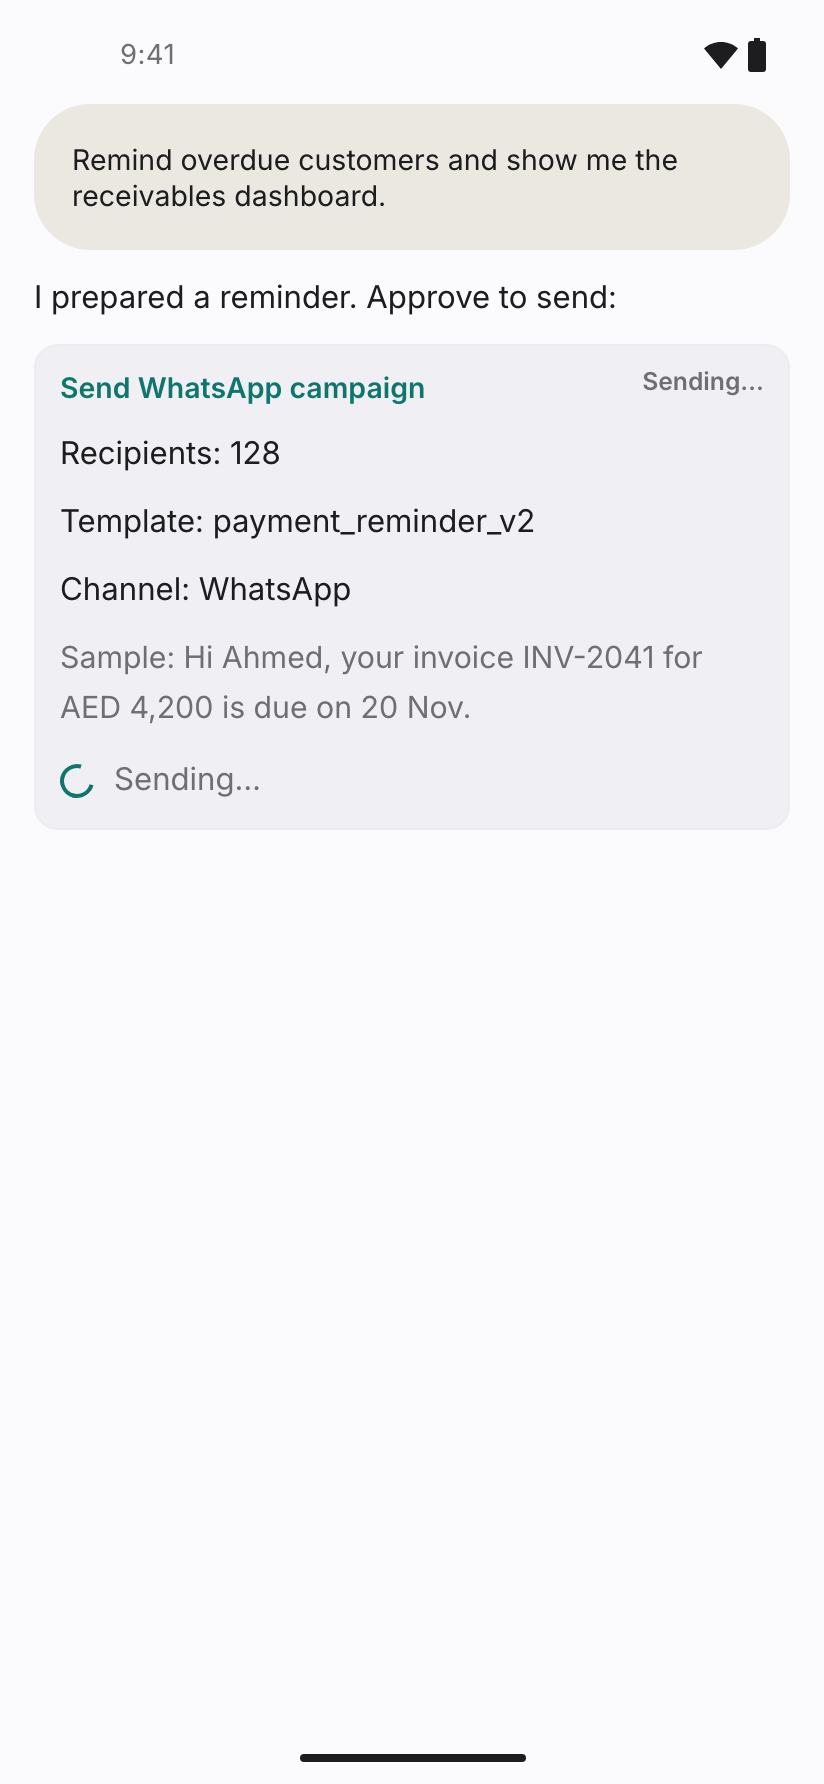 9:41
Remind overdue customers and show me the
receivables dashboard.
I prepared a reminder. Approve to send:
Send WhatsApp campaign
Sending...
Recipients: 128
Template: payment_reminder_v2
Channel: WhatsApp
Sample: Hi Ahmed, your invoice INV-2041 for
AED 4,200 is due on 20 Nov.
Sending...